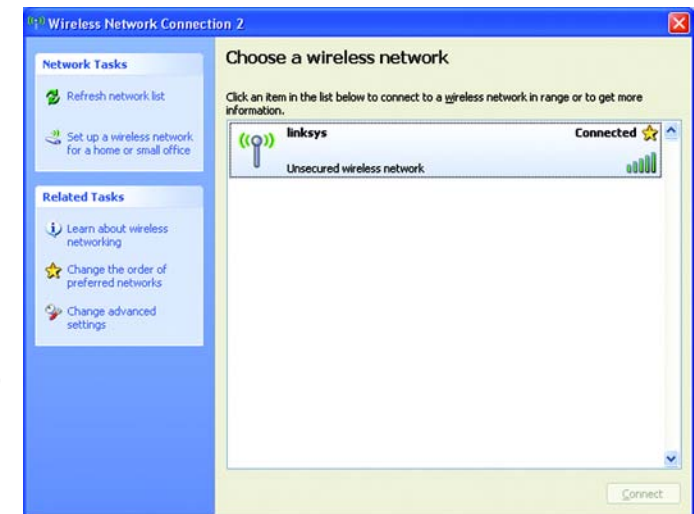 Wireless Network Connection 2
Network Tasks
Refresh network list
Set up a wireless network
for a home or small office
Related Tasks
Learn about wireless
networking
Change the order of
preferred networks
Change advanced
settings
Choose a wireless network
Click an item in the list below to connect to a wireless network in range or to get more
information.
linksys
Connected
Unsecured wireless network
Connect